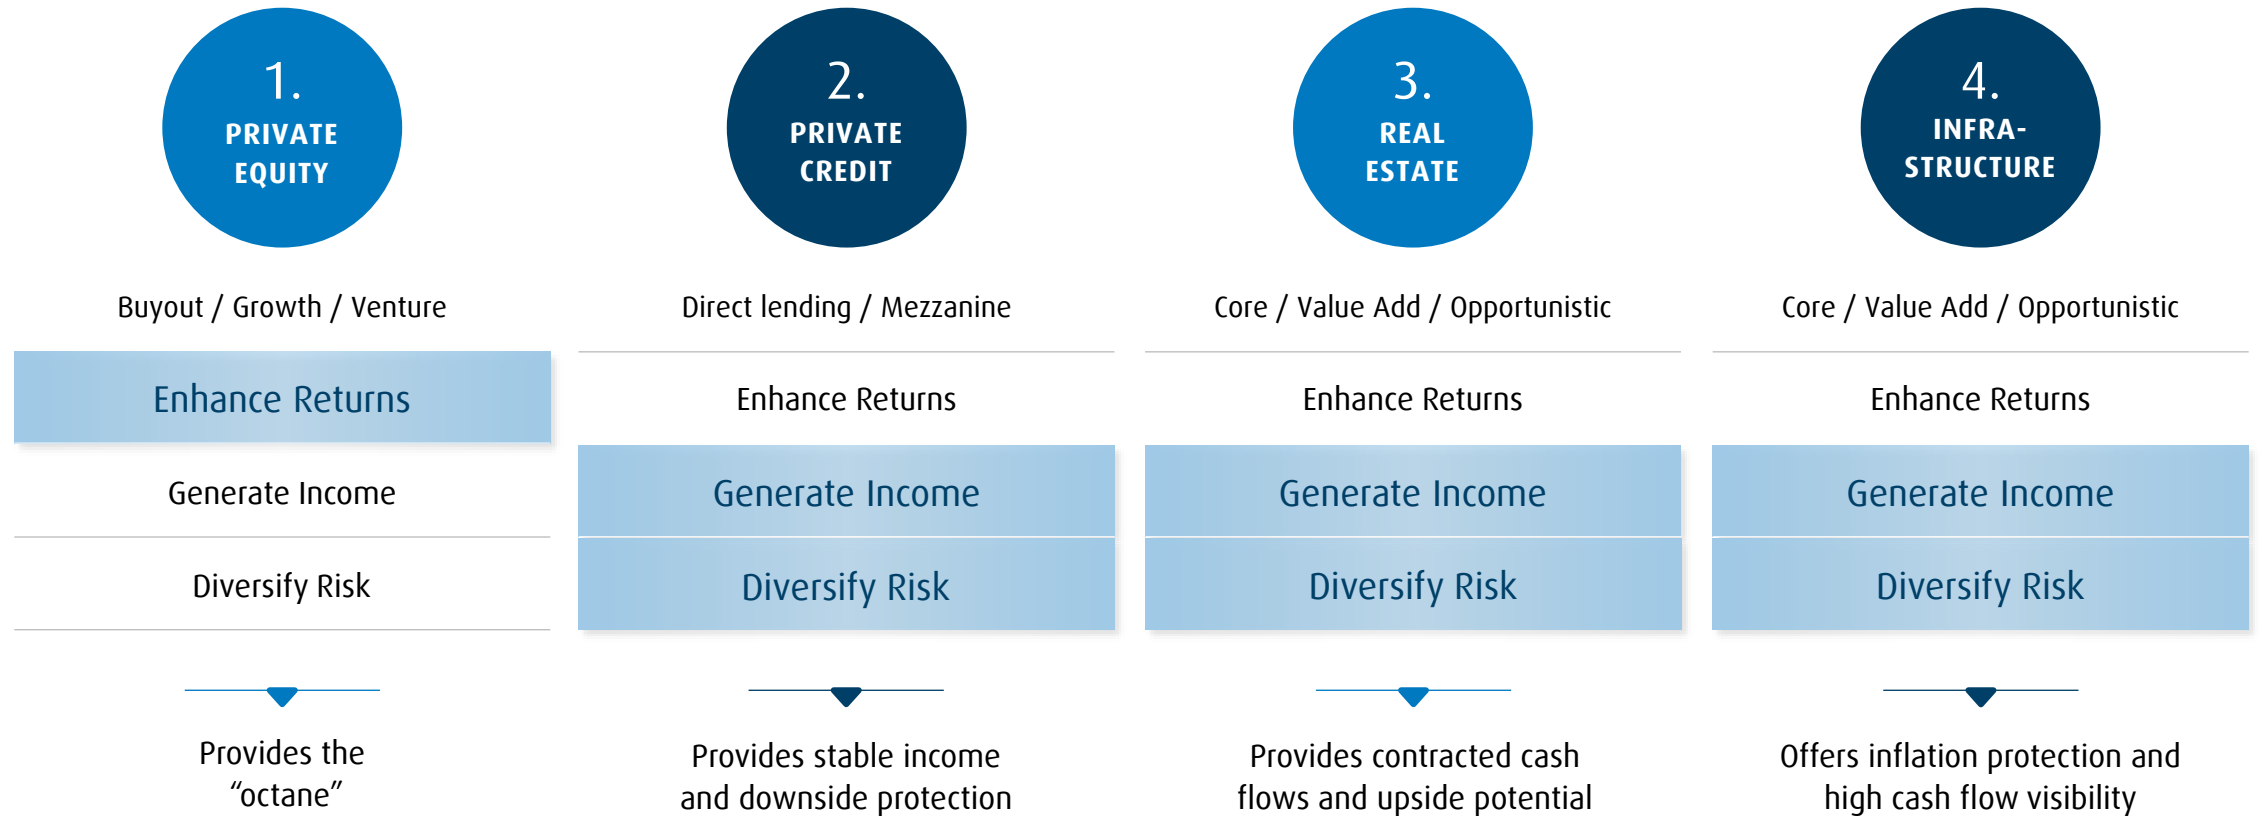 1.
PRIVATE
EQUITY
Buyout / Growth / Venture
Enhance Returns
Generate Income
Diversify Risk
Provides the
“octane”
2.
PRIVATE
CREDIT
Direct lending / Mezzanine
Enhance Returns
Generate Income
Diversify Risk
Provides stable income
and downside protection
3.
REAL
ESTATE
Core / Value Add / Opportunistic
Enhance Returns
Generate Income
Diversify Risk
Provides contracted cash
flows and upside potential
4.
INFRA-
STRUCTURE
Core / Value Add / Opportunistic
Enhance Returns
Generate Income
Diversify Risk
Offers inflation protection and
high cash flow visibility